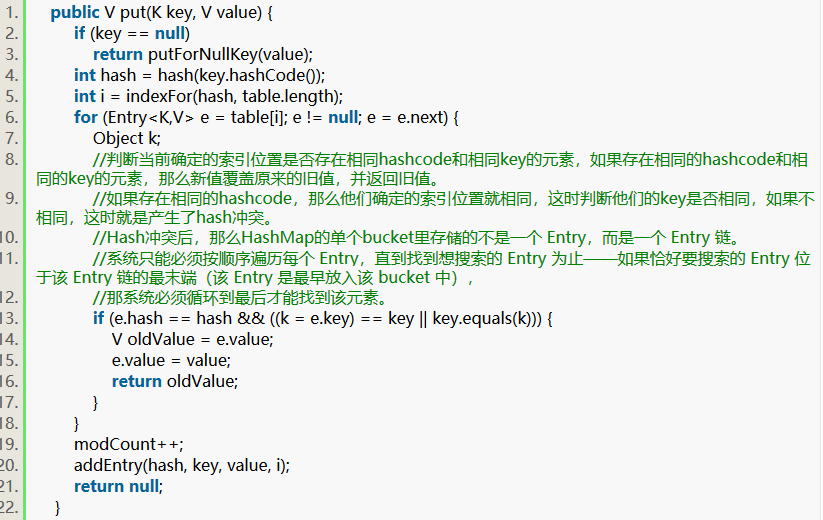 1. public V put(K key, V value) {
2. if (key == null)
3. return putForNullKey(value);
4. int hash = hash(key.hashCode());
5. int i = indexFor(hash, table.length);
6. for (Entry<K,V> e = table[i]; e != null; e = e.next) {
7. Object k;
8. //判断当前确定的索引位置是否存在相同hashcode和相同key的元素，如果存在相同的hashcode和相
同的key的元素，那么新值覆盖原来的旧值，并返回旧值。
9. //如果存在相同的hashcode，那么他们确定的索引位置就相同，这时判断他们的key是否相同，如果不
相同，这时就是产生了hash冲突。
10. //Hash冲突后，那么HashMap的单个bucket里存储的不是一个 Entry，而是一个 Entry 链。
11. //系统只能必须按顺序遍历每个 Entry，直到找到想搜索的 Entry 为止——如果恰好要搜索的 Entry 位
于该 Entry 链的最末端（该 Entry 是最早放入该 bucket 中），
12. //那系统必须循环到最后才能找到该元素。
13. if (e.hash == hash && ((k = e.key) == key || key.equals(k))) {
14. V oldValue = e.value;
15. e.value = value;
16. return oldValue;
17. }
18. }
19. modCount++;
20. addEntry(hash, key, value, i);
21. return null;
22. }